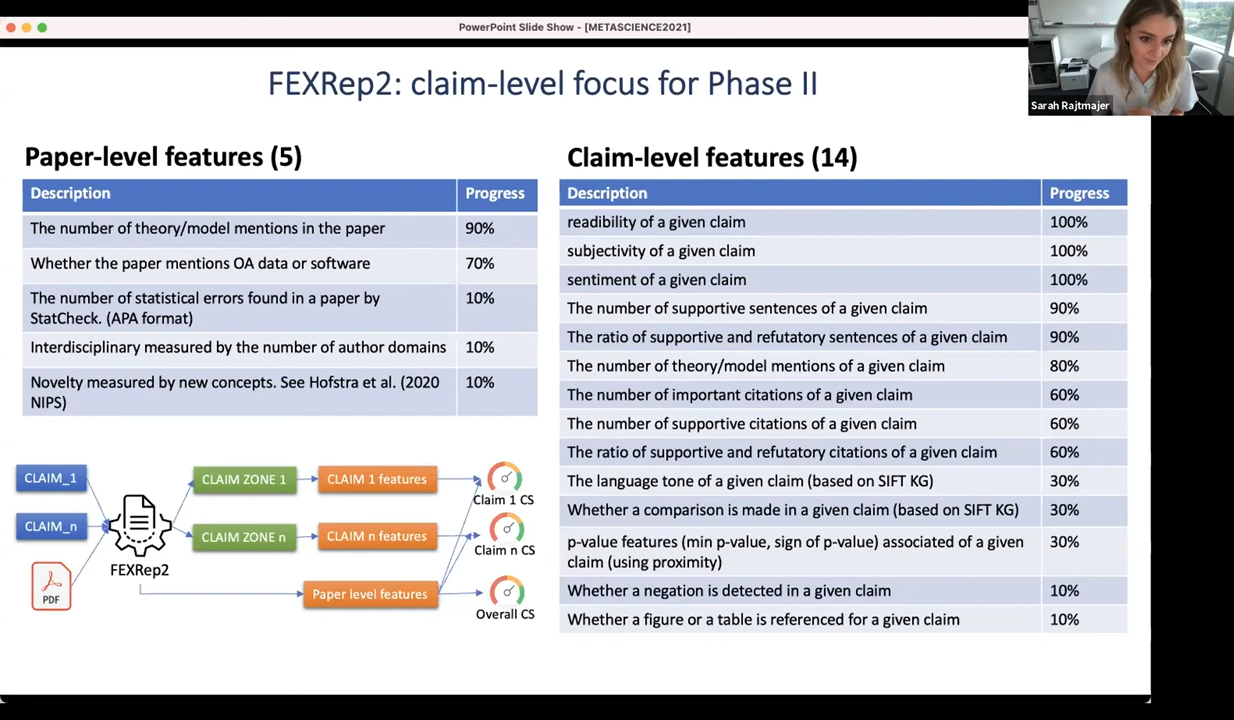 PowerPoint Slide Show - [METASCIENCE2021]
Sarah Rajtmajer
FEXRep2: claim-level focus for Phase II
Paper-level features (5)
Description Progress
The number of theory/model mentions in the paper 90%
Whether the paper mentions OA data or software 70%
The number of statistical errors found in a paper by 10%
StatCheck. (APA format)
Interdisciplinary measured by the number of author domains 10%
Novelty measured by new concepts. See Hofstra et al. (2020 10%
NIPS)
CLAIM_1
CLAIM_n
PDF
FEXRep2
CLAIM ZONE 1
CLAIM ZONE n
CLAIM 1 features
CLAIM n features
Paper level features
Claim 1 CS
Claim n CS
Overall CS
Claim-level features (14)
Description Progress
readibility of a given claim 100%
subjectivity of a given claim 100%
sentiment of a given claim 100%
The number of supportive sentences of a given claim 90%
The ratio of supportive and refutatory sentences of a given claim 90%
The number of theory/model mentions of a given claim 80%
The number of important citations of a given claim 60%
The number of supportive citations of a given claim 60%
The ratio of supportive and refutatory citations of a given claim 60%
The language tone of a given claim (based on SIFT KG) 30%
Whether a comparison is made in a given claim (based on SIFT KG) 30%
p-value features (min p-value, sign of p-value) associated of a given 30%
claim (using proximity)
Whether a negation is detected in a given claim 10%
Whether a figure or a table is referenced for a given claim 10%